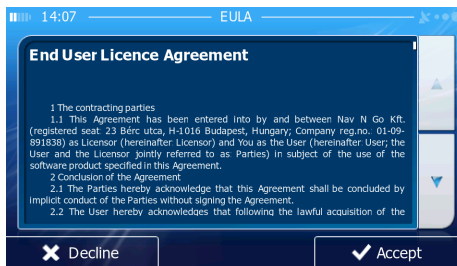 14:07 EULA
End User Licence Agreement
1 The contracting parties
1.1 This Agreement has been entered into by and between Nav N Go Kft.
(registered seat: 23 Bérc utca, H-1016 Budapest, Hungary; Company reg.no.: 01-09-
891838) as Licensor (hereinafter Licensor) and You as the User (hereinafter User; the
User and the Licensor jointly referred to as Parties) in subject of the use of the
software product specified in this Agreement.
2 Conclusion of the Agreement
2.1 The Parties hereby acknowledge that this Agreement shall be concluded by
implicit conduct of the Parties without signing the Agreement.
2.2 The User hereby acknowledges that following the lawful acquisition of the
Decline Accept